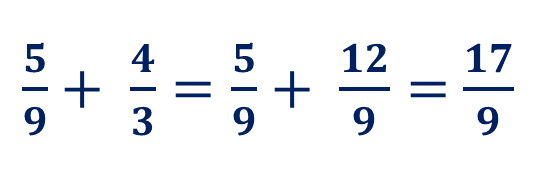 5/9 + 4/3 = 5/9 + 12/9 = 17/9